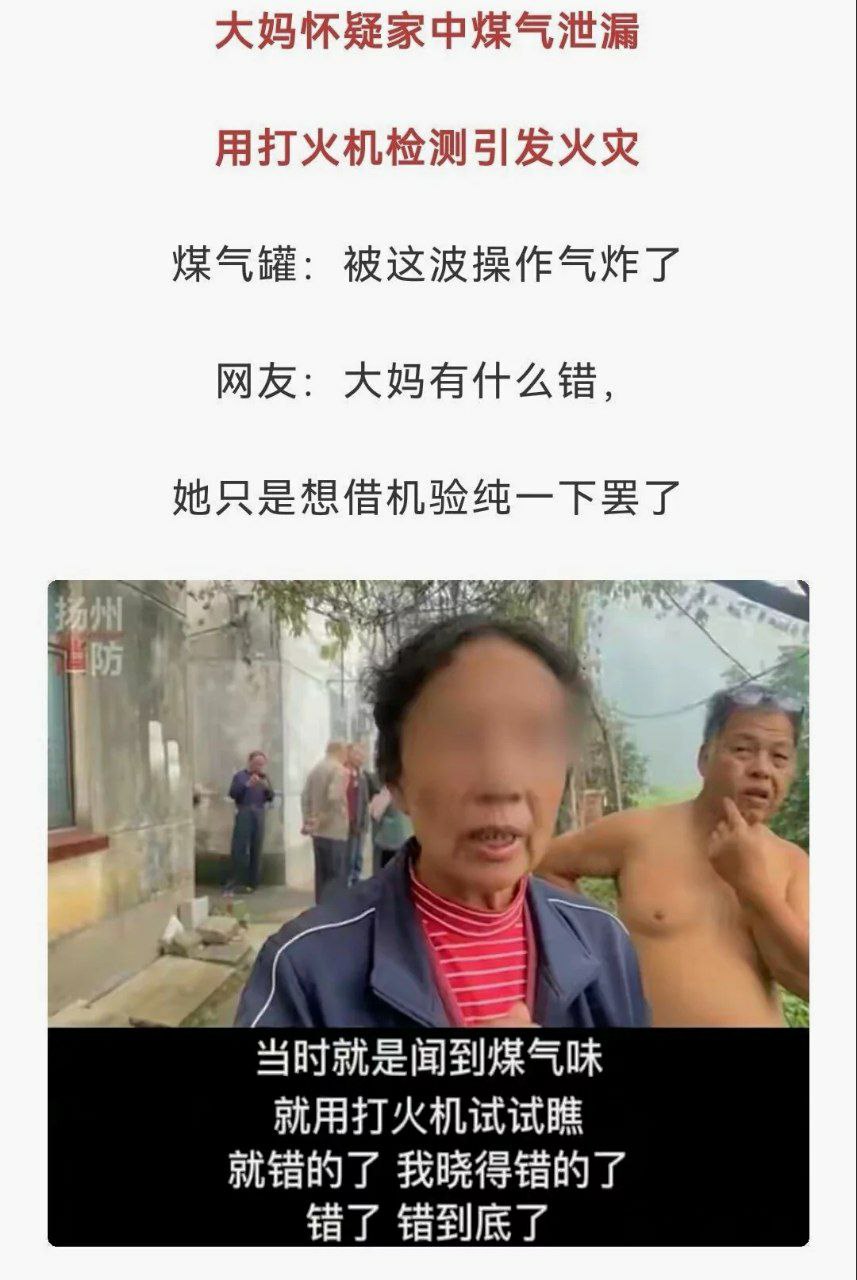 大妈怀疑家中煤气泄漏
用打火机检测引发火灾
煤气罐：被这波操作气炸了
网友：大妈有什么错，
她只是想借机验纯一下罢了
扬州
消防
当时就是闻到煤气味
就用打火机试试瞧
就错的了 我晓得错的了
错了 错到底了